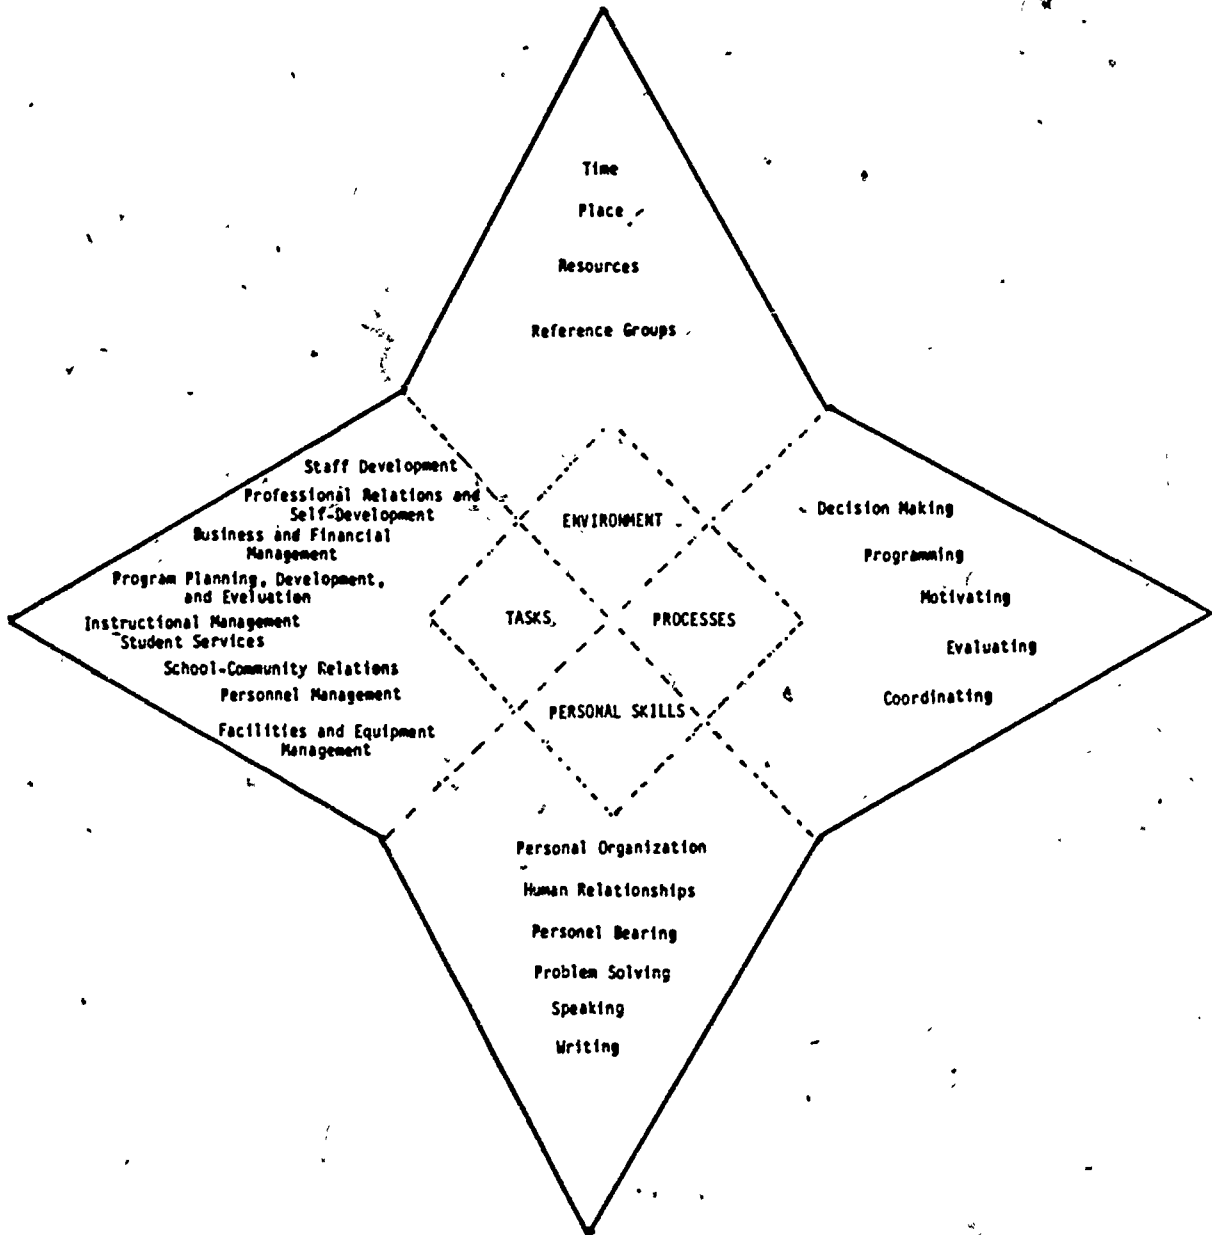 Time
Place
Resources
Reference Groups
Staff Development
Professional Relations and
Self-Development
Business and Financial
Management
Program Planning, Development,
and Eveluation
Instructional Management
Student Services
School-Community Relations
Personnel Management
Facilities and Equipment
Management
ENVIRONMENT
TASKS
PROCESSES
PERSONAL SKILLS
Decision Making
Programming
Motivating
Evaluating
Coordinating
Personal Organization
Human Relationships
Personel Bearing
Problem Solving
Speaking
Writing